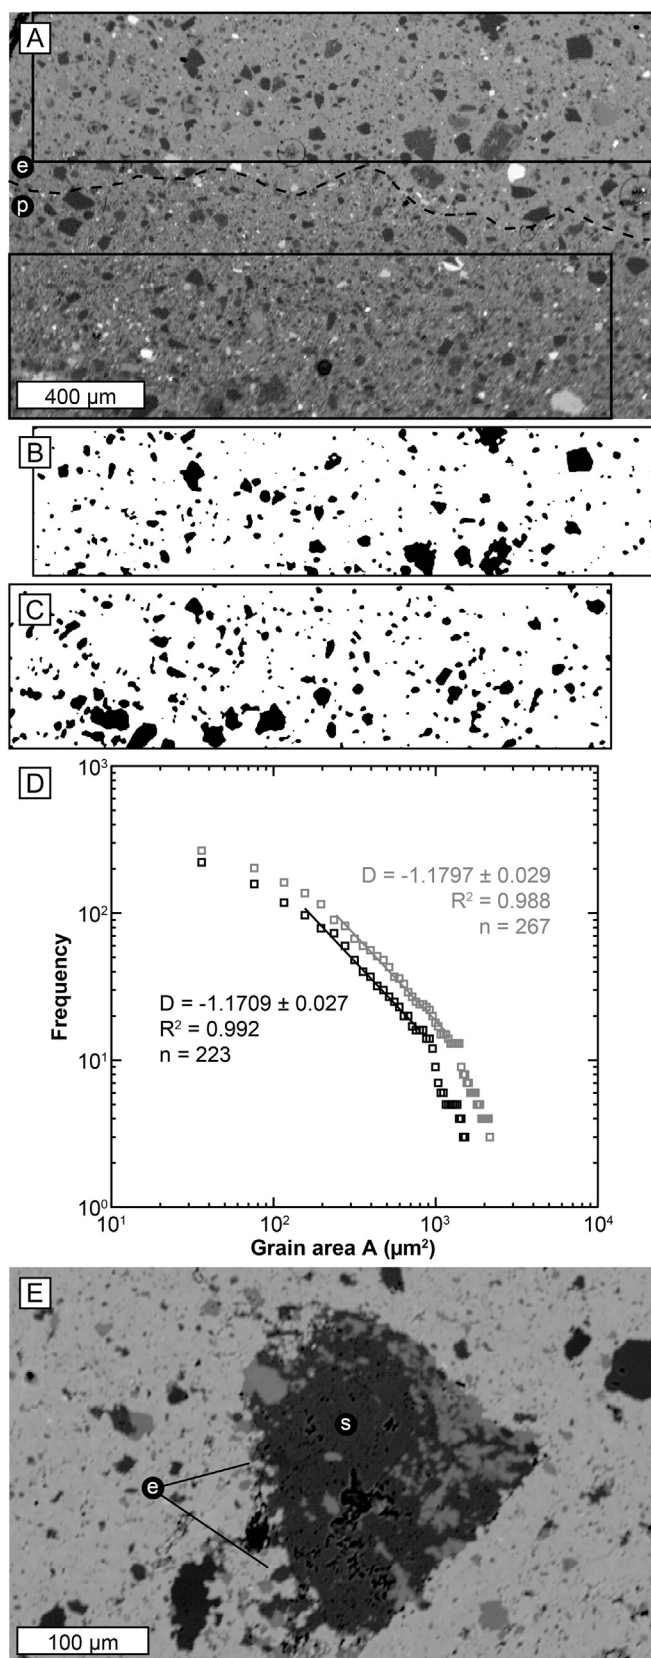 A
e
p
400 µm
B
C
D
10³
10²
10¹
10⁰
Frequency
D = -1.1797 ± 0.029
R² = 0.988
n = 267
D = -1.1709 ± 0.027
R² = 0.992
n = 223
10¹
10²
10³
10⁴
Grain area A (µm²)
E
s
e
100 µm